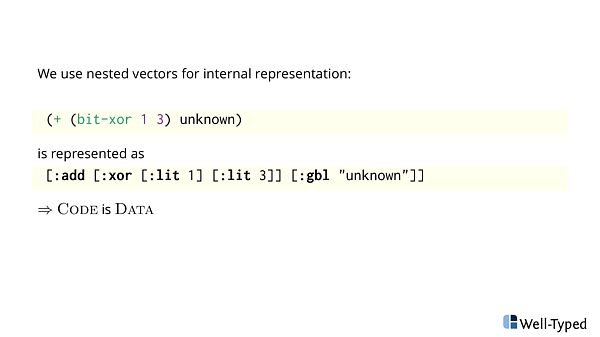 We use nested vectors for internal representation:
(+ (bit-xor 1 3) unknown)
is represented as
[:add [:xor [:lit 1] [:lit 3]] [:gbl "unknown"]]
⇒ CODE is DATA
Well-Typed